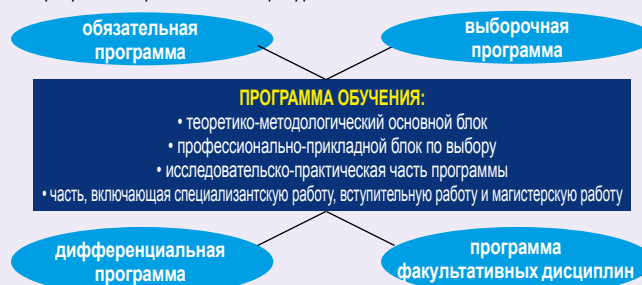 обязательная
программа
выборочная
программа
ПРОГРАММА ОБУЧЕНИЯ:
• теоретико-методологический основной блок
• профессионально-прикладной блок по выбору
• исследовательско-практическая часть программы
• часть, включающая специализантскую работу, вступительную работу и магистерскую работу
дифференциальная
программа
программа
факультативных дисциплин